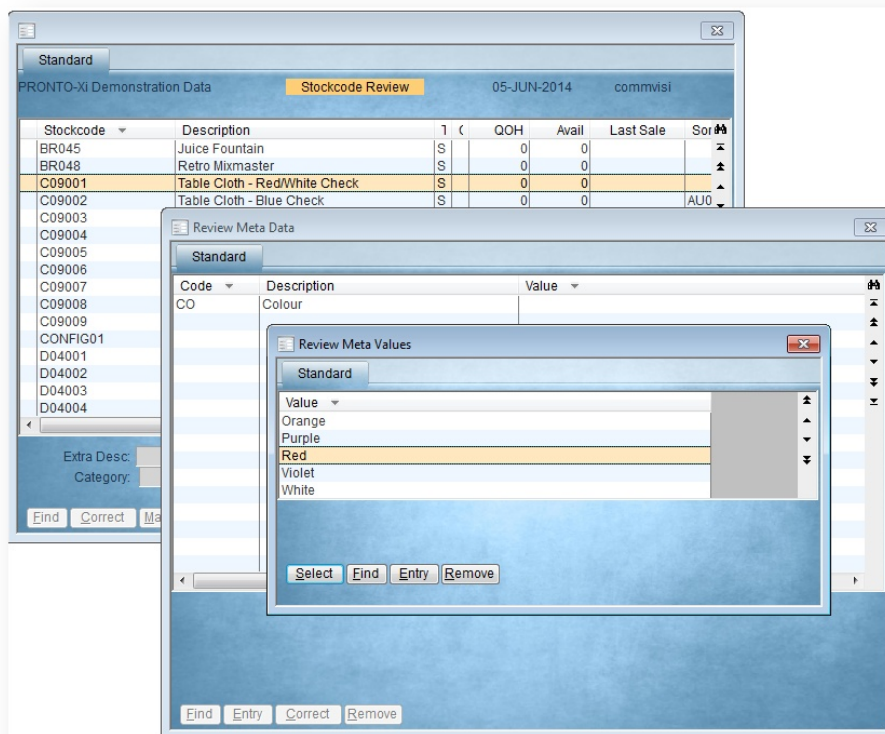 Standard
PRONTO-Xi Demonstration Data Stockcode Review 05-JUN-2014 commvisi
Stockcode Description T ( QOH Avail Last Sale Sor
BR045 Juice Fountain S 0 0
BR048 Retro Mixmaster S 0 0
C09001 Table Cloth - Red/White Check S 0 0
C09002 Table Cloth - Blue Check S 0 0 AU0
C09003
C09004
C09005
C09006
C09007
C09008
C09009
CONFIG01
D04001
D04002
D04003
D04004
Extra Desc:
Category:
Find Correct Ma
Review Meta Data
Standard
Code Description Value
CO Colour
Review Meta Values
Standard
Value
Orange
Purple
Red
Violet
White
Select Find Entry Remove
Find Entry Correct Remove